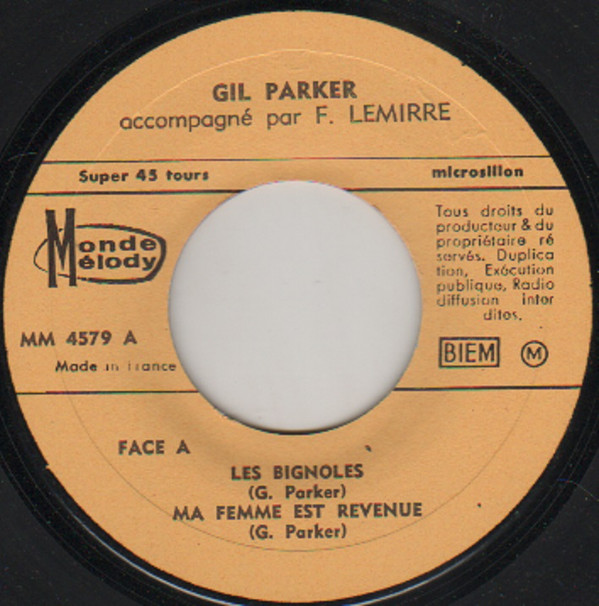 GIL PARKER
accompagné par F. LEMIRRE
Super 45 tours
microsillon
Monde
Mélody
Tous droits du
producteur & du
propriétaire ré
servés. Duplica
tion, Exécution
publique, Radio
diffusion inter
dites.
MM 4579 A
BIEM
M
Made in France
FACE A
LES BIGNOLES
(G. Parker)
MA FEMME EST REVENUE
(G. Parker)